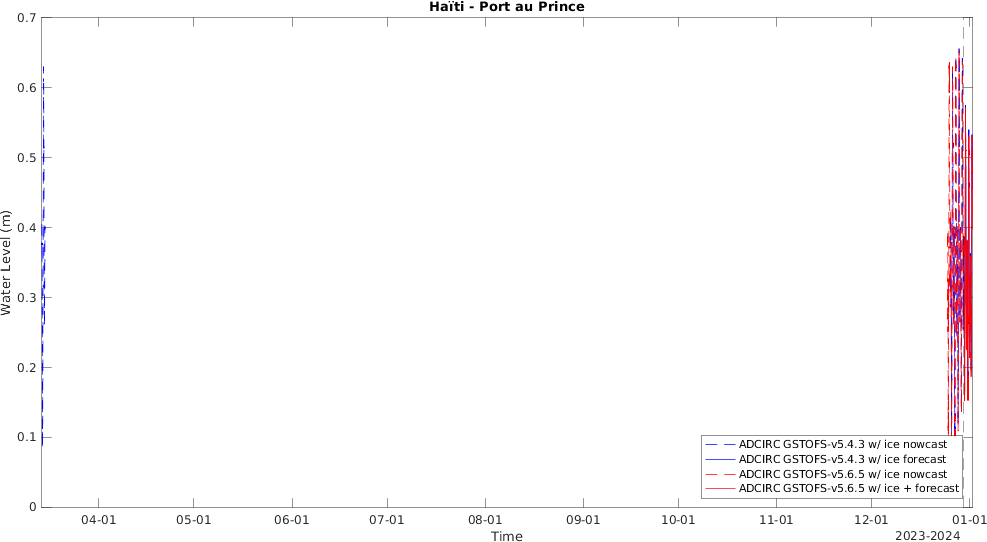 Haïti - Port au Prince
Water Level (m)
0.7
0.6
0.5
0.4
0.3
0.2
0.1
0
ADCIRC GSTOFS-v5.4.3 w/ ice nowcast
ADCIRC GSTOFS-v5.4.3 w/ ice forecast
ADCIRC GSTOFS-v5.6.5 w/ ice nowcast
ADCIRC GSTOFS-v5.6.5 w/ ice + forecast
04-01 05-01 06-01 07-01 08-01 09-01 10-01 11-01 12-01 01-01
Time
2023-2024